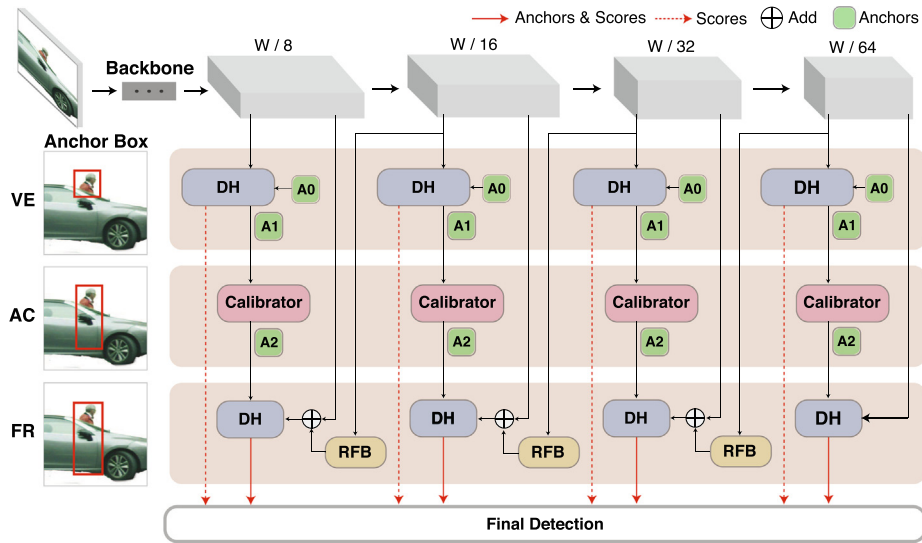 Anchors & Scores Scores Add Anchors
W / 8 W / 16 W / 32 W / 64
Backbone
Anchor Box
VE
DH A0 DH A0 DH A0 DH A0
A1 A1 A1 A1
AC
Calibrator Calibrator Calibrator Calibrator
A2 A2 A2 A2
FR
DH DH DH DH
RFB RFB RFB
Final Detection